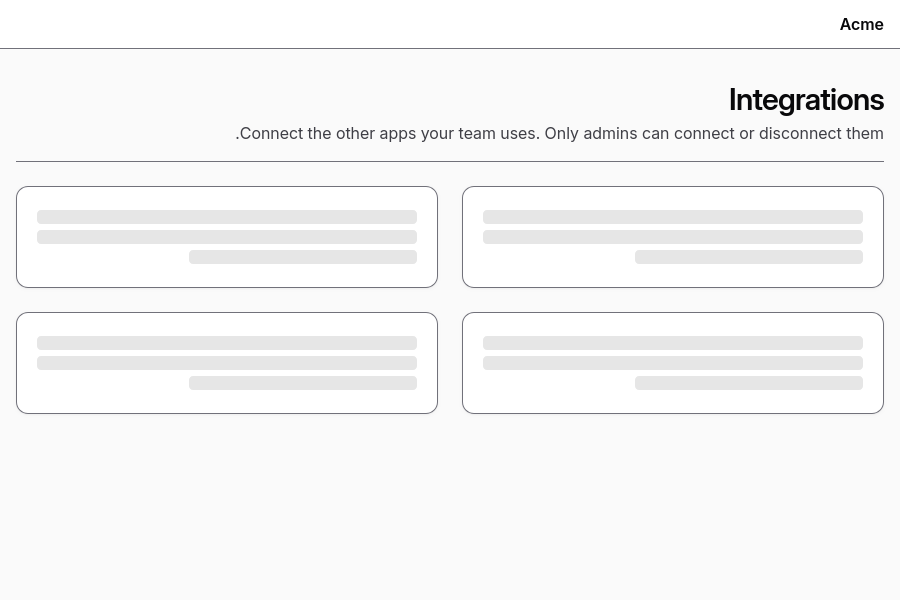 Acme
Integrations
Connect the other apps your team uses. Only admins can connect or disconnect them.